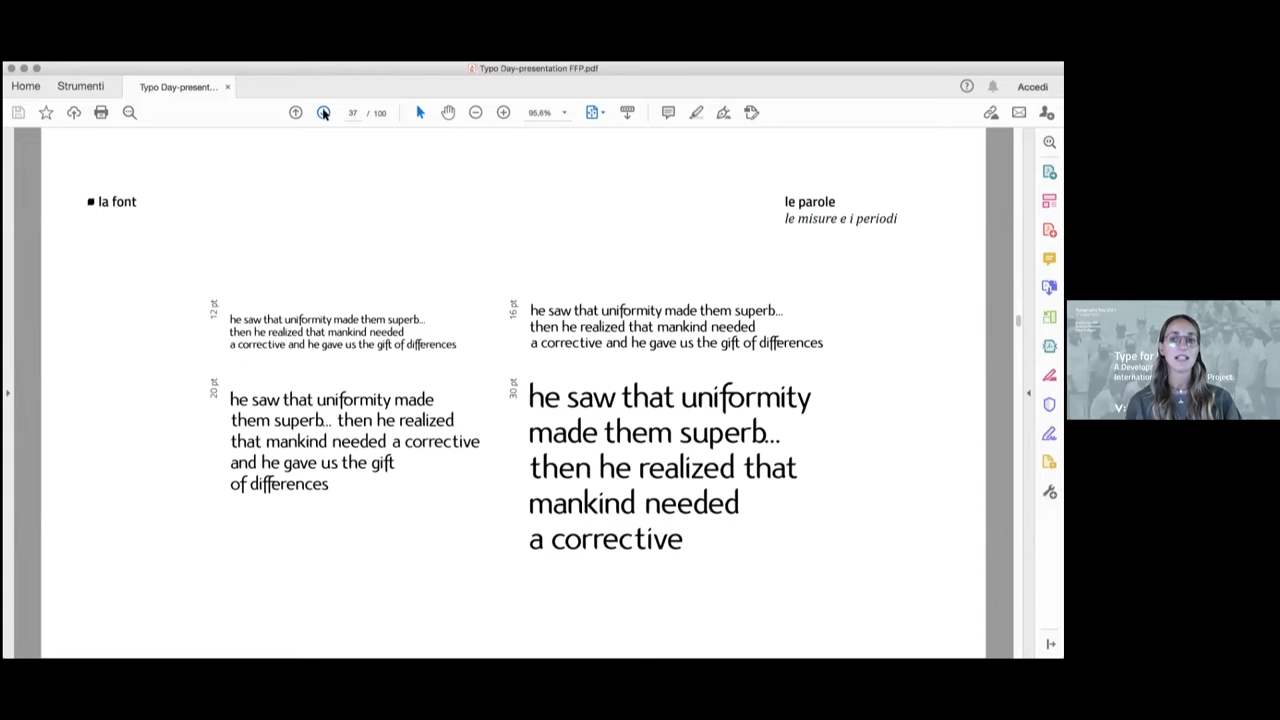 Typo Day-presentation FFP.pdf
Home
Strumenti
Typo Day-present...
×
Accedi
37 / 100
95,6%
la font
le parole
le misure e i periodi
12 pt
he saw that uniformity made them superb...
then he realized that mankind needed
a corrective and he gave us the gift of differences
16 pt
he saw that uniformity made them superb...
then he realized that mankind needed
a corrective and he gave us the gift of differences
20 pt
he saw that uniformity made
them superb... then he realized
that mankind needed a corrective
and he gave us the gift
of differences
30 pt
he saw that uniformity
made them superb...
then he realized that
mankind needed
a corrective
Type for
A Develop
Internation
Project.